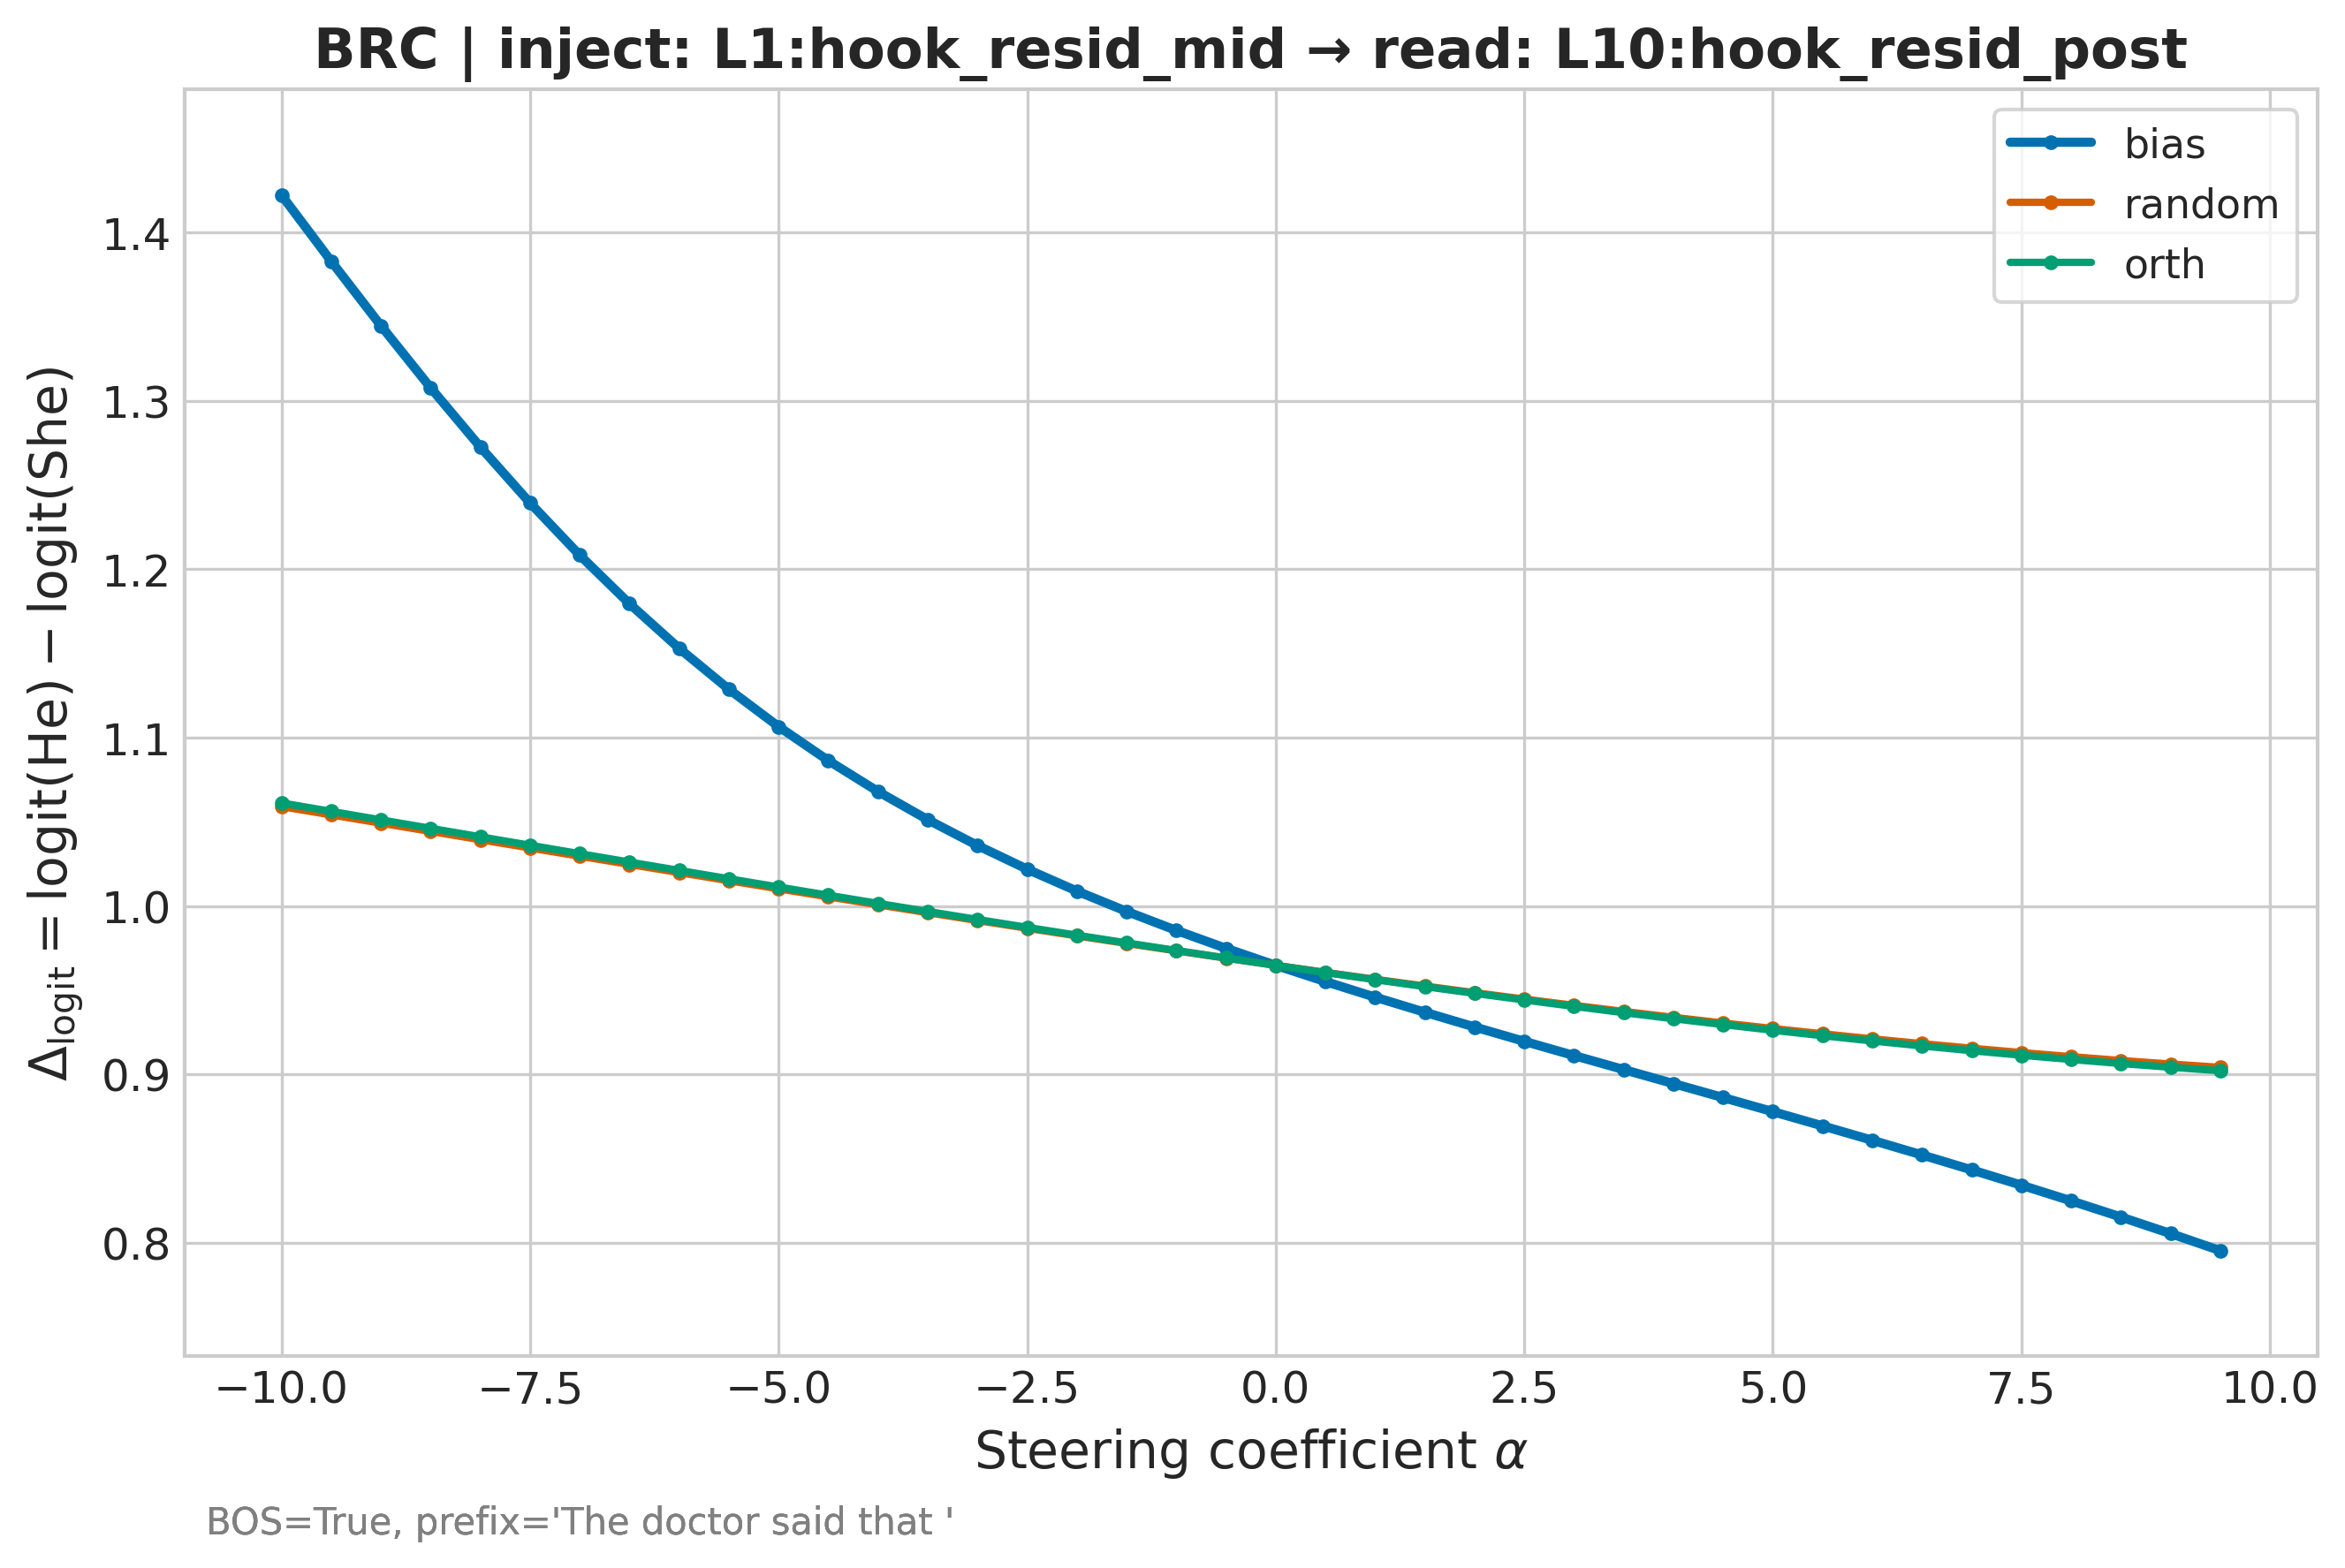 BRC | inject: L1:hook_resid_mid → read: L10:hook_resid_post
bias
random
orth
Δlogit = logit(He) − logit(She)
1.4
1.3
1.2
1.1
1.0
0.9
0.8
−10.0 −7.5 −5.0 −2.5 0.0 2.5 5.0 7.5 10.0
Steering coefficient α
BOS=True, prefix='The doctor said that '